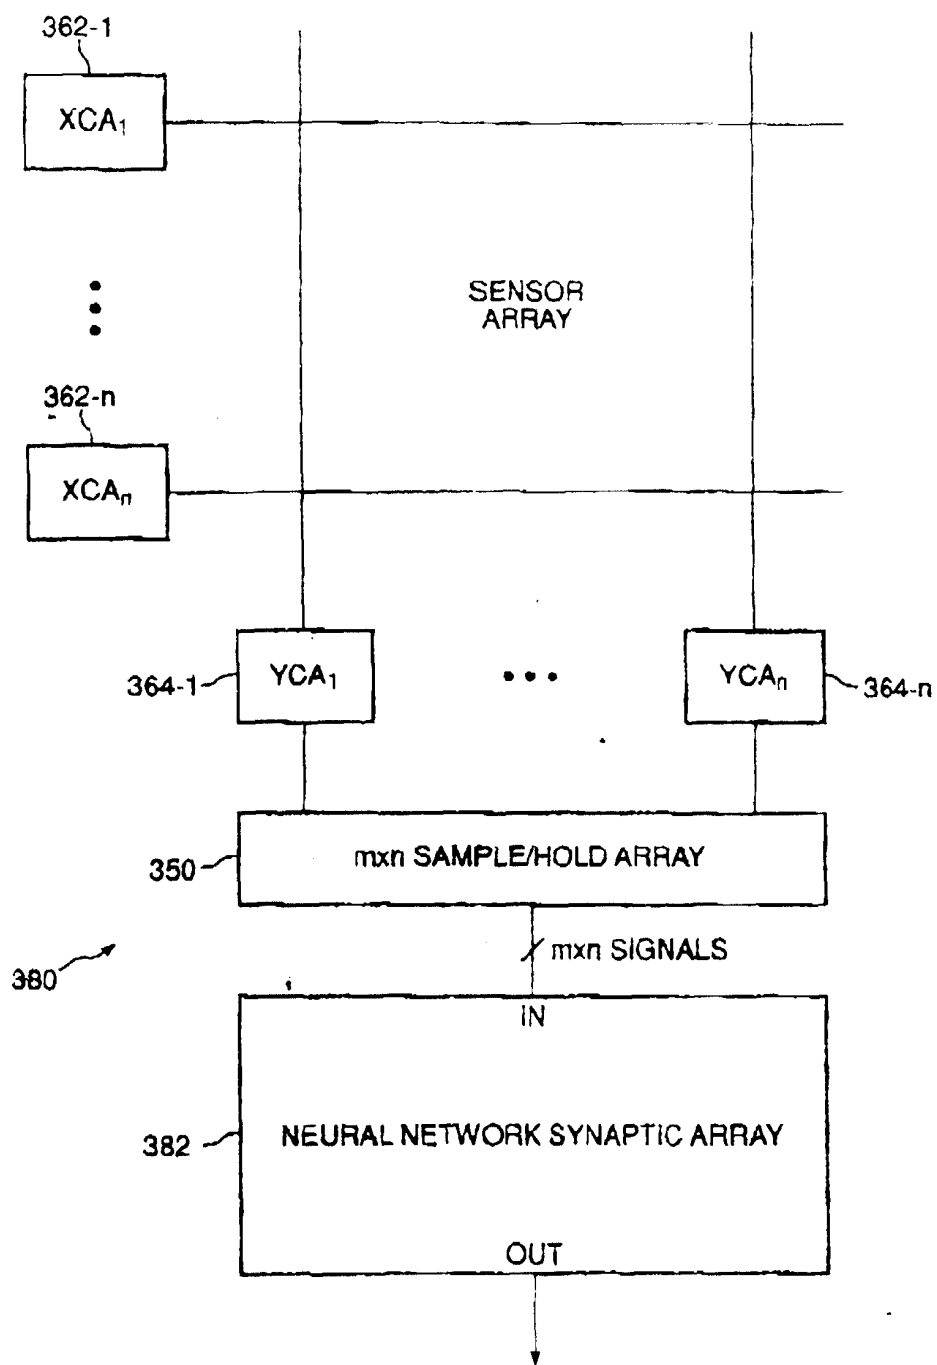 362-1
XCA₁
SENSOR
ARRAY
362-n
XCAₙ
364-1
YCA₁
YCAₙ
364-n
350
mxn SAMPLE/HOLD ARRAY
mxn SIGNALS
380
IN
382
NEURAL NETWORK SYNAPTIC ARRAY
OUT